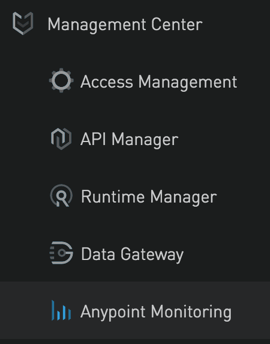 Management Center
Access Management
API Manager
Runtime Manager
Data Gateway
Anypoint Monitoring